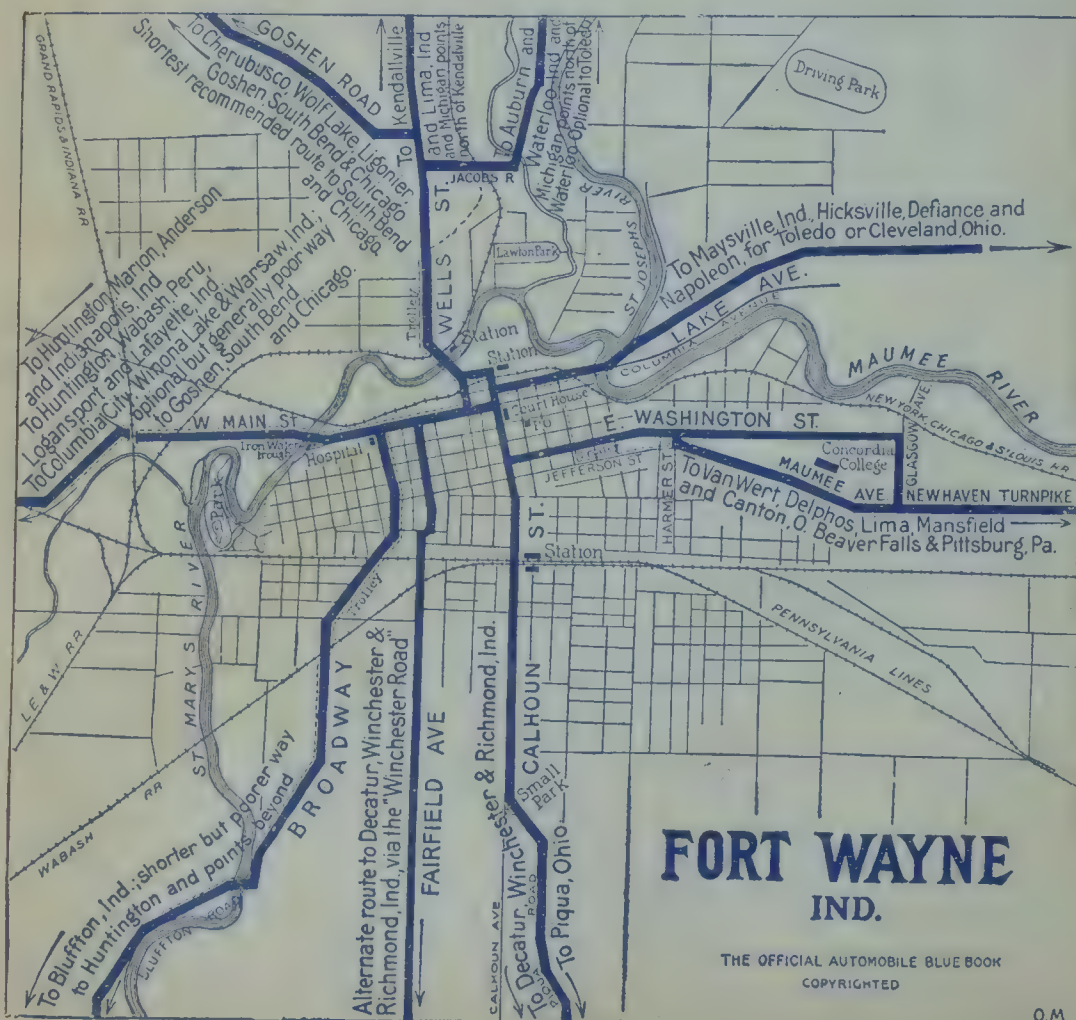 GRAND RAPIDS & INDIANA RR
GOSHEN ROAD
To Cherubusco, Wolf Lake, Ligonier
Goshen, South Bend & Chicago
Shortest recommended route to South Bend
and Chicago
To Kendallville
and Lima, Ind
and Michigan points
north of Kendallville
To Auburn and
Waterloo, Ind. and
Michigan points north of
Waterloo, Optional to Toledo
Driving Park
JACOBS
WELLS ST.
Trolley
Lawton Park
ST JOSEPHS RIVER
To Maysville Ind., Hicksville, Defiance and
Napoleon, for Toledo or Cleveland, Ohio.
LAKE AVE.
COLUMBIA AVENUE
MAUMEE RIVER
NEW YORK, CHICAGO & ST LOUIS RR
To Huntington, Marion, Anderson
and Indianapolis, Ind
To Huntington, Wabash, Peru,
Logansport and Lafayette, Ind.
To Columbia City, Winona Lake & Warsaw, Ind.,
optional but generally poor way
to Goshen, South Bend
and Chicago.
Station
Station
Court House
P.O
W. MAIN ST
Iron Water
Trough
Hospital
E. WASHINGTON ST.
JEFFERSON ST
HARMER ST
Concordia
College
GLASGOW AVE
MAUMEE AVE.
NEW HAVEN TURNPIKE
To Van Wert, Delphos, Lima, Mansfield
and Canton, O. Beaver Falls & Pittsburg, Pa.
Park
Station
ST MARYS RIVER
L E & W RR
WABASH RR
Trolley
BROADWAY
PENNSYLVANIA LINES
To Bluffton, Ind.; shorter but poorer way
to Huntington and points beyond
BLUFFTON ROAD
Alternate route to Decatur, Winchester &
Richmond, Ind., via the "Winchester Road"
FAIRFIELD AVE
CALHOUN AVE
To Decatur, Winchester & Richmond, Ind.
CALHOUN ST.
Small
Park
PIQUA ROAD
To Piqua, Ohio
FORT WAYNE
IND.
THE OFFICIAL AUTOMOBILE BLUE BOOK
COPYRIGHTED
O.M.